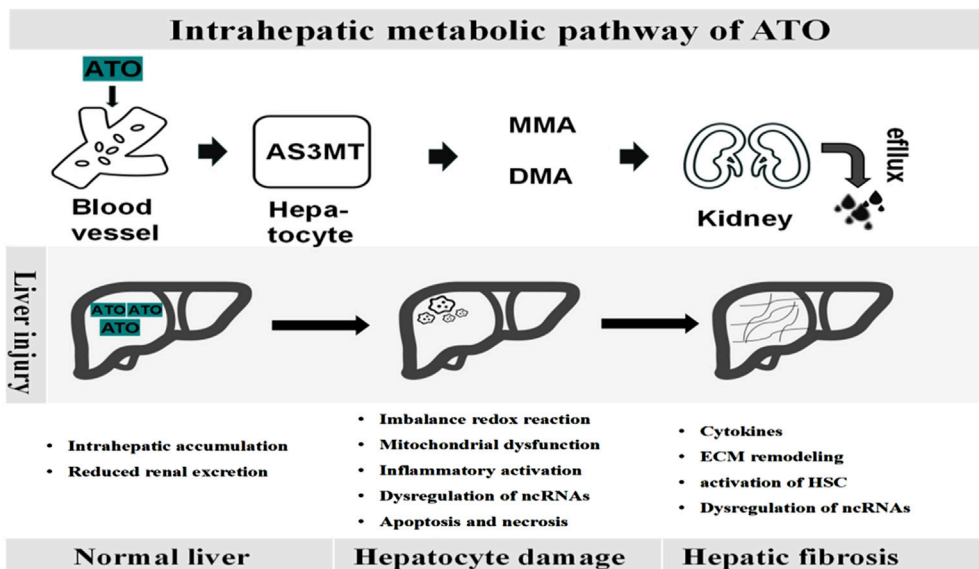 Intrahepatic metabolic pathway of ATO
ATO
AS3MT
MMA
DMA
efllux
Blood
vessel
Hepa-
tocyte
Kidney
Liver injury
ATO ATO
ATO
• Intrahepatic accumulation
• Reduced renal excretion
• Imbalance redox reaction
• Mitochondrial dysfunction
• Inflammatory activation
• Dysregulation of ncRNAs
• Apoptosis and necrosis
• Cytokines
• ECM remodeling
• activation of HSC
• Dysregulation of ncRNAs
Normal liver
Hepatocyte damage
Hepatic fibrosis